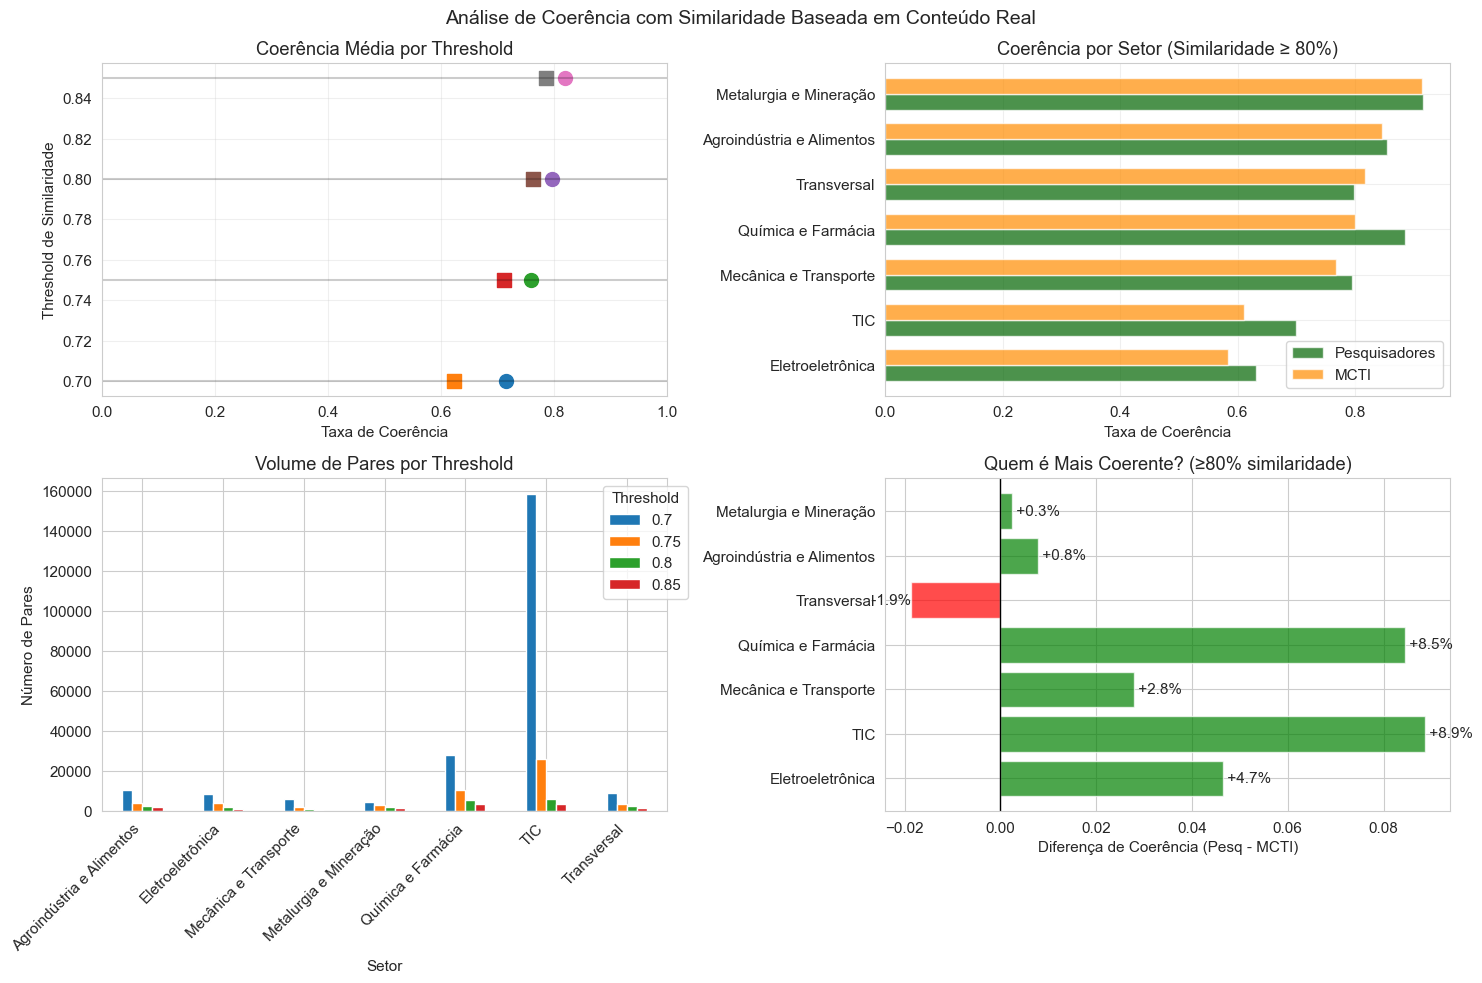 Análise de Coerência com Similaridade Baseada em Conteúdo Real
Coerência Média por Threshold
Threshold de Similaridade
0.84
0.82
0.80
0.78
0.76
0.74
0.72
0.70
0.0 0.2 0.4 0.6 0.8 1.0
Taxa de Coerência
Coerência por Setor (Similaridade ≥ 80%)
Metalurgia e Mineração
Agroindústria e Alimentos
Transversal
Química e Farmácia
Mecânica e Transporte
TIC
Eletroeletrônica
Pesquisadores
MCTI
0.0 0.2 0.4 0.6 0.8
Taxa de Coerência
Volume de Pares por Threshold
Número de Pares
160000
140000
120000
100000
80000
60000
40000
20000
0
Threshold
0.7
0.75
0.8
0.85
Agroindústria e Alimentos
Eletroeletrônica
Mecânica e Transporte
Metalurgia e Mineração
Química e Farmácia
TIC
Transversal
Setor
Quem é Mais Coerente? (≥80% similaridade)
Metalurgia e Mineração +0.3%
Agroindústria e Alimentos +0.8%
Transversal -1.9%
Química e Farmácia +8.5%
Mecânica e Transporte +2.8%
TIC +8.9%
Eletroeletrônica +4.7%
−0.02 0.00 0.02 0.04 0.06 0.08
Diferença de Coerência (Pesq - MCTI)